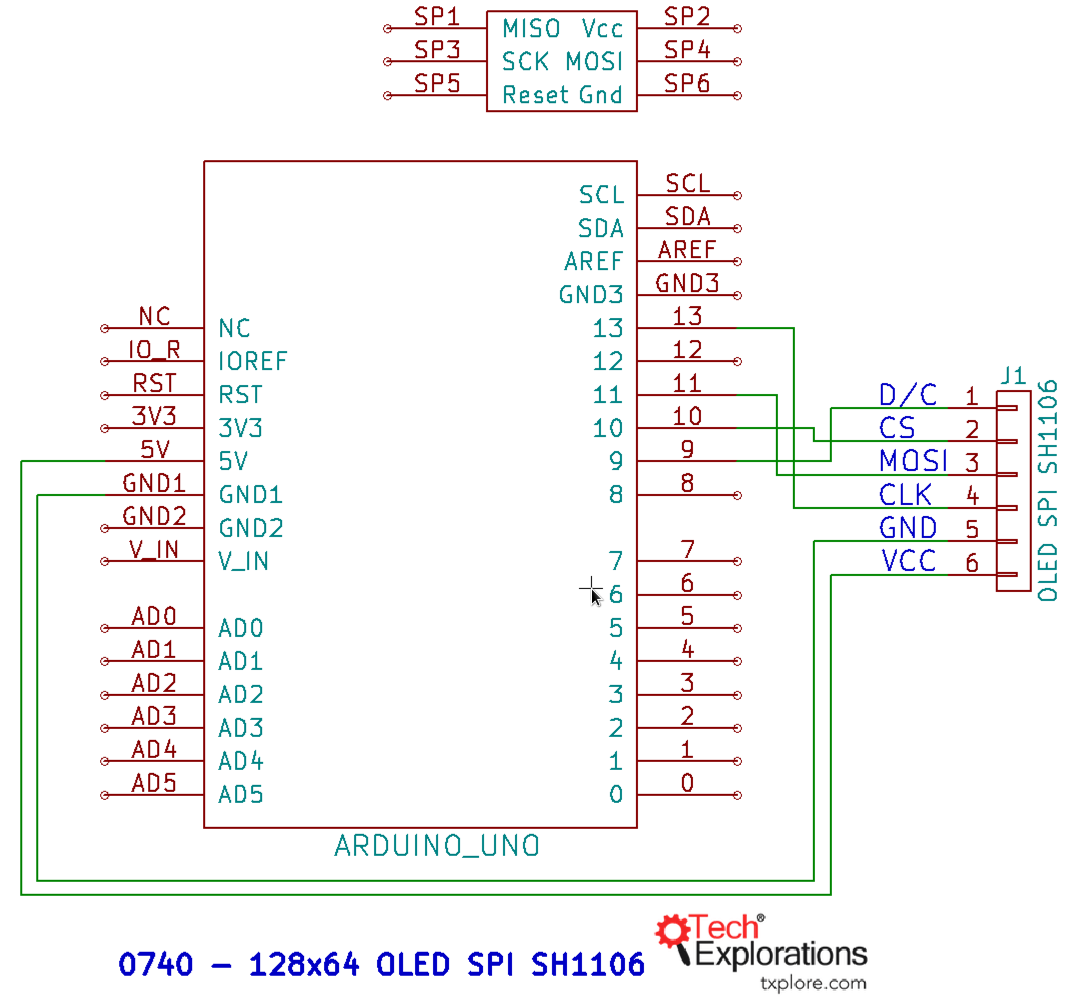 SP1 MISO Vcc SP2
SP3 SCK MOSI SP4
SP5 Reset Gnd SP6
SCL SCL
SDA SDA
AREF AREF
GND3 GND3
NC NC 13 13
IO_R IOREF 12 12
RST RST 11 11
3V3 3V3 10 10
5V 5V 9 9
GND1 GND1 8 8
GND2 GND2
V_IN V_IN 7 7
6 6
AD0 AD0 5 5
AD1 AD1 4 4
AD2 AD2 3 3
AD3 AD3 2 2
AD4 AD4 1 1
AD5 AD5 0 0
ARDUINO_UNO
J1
D/C 1
CS 2
MOSI 3
CLK 4
GND 5
VCC 6
OLED SPI SH1106
0740 - 128x64 OLED SPI SH1106
Tech®
Explorations
txplore.com